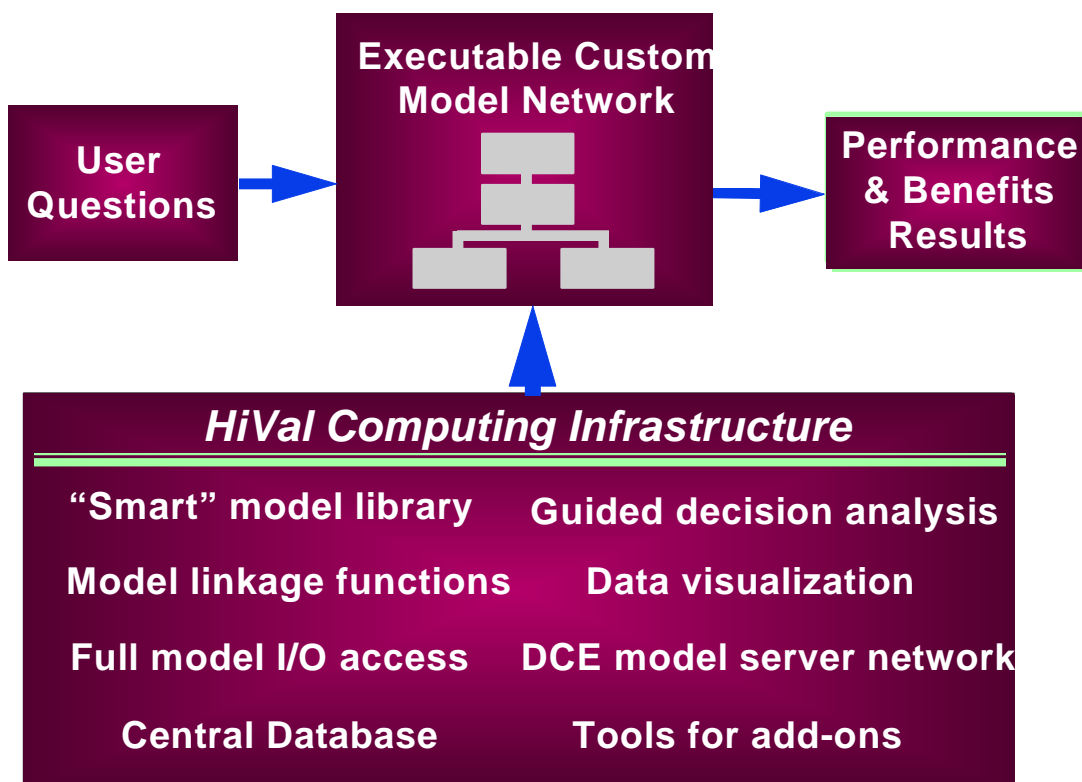 User
Questions
Executable Custom
Model Network
Performance
& Benefits
Results
HiVal Computing Infrastructure
“Smart” model library
Guided decision analysis
Model linkage functions
Data visualization
Full model I/O access
DCE model server network
Central Database
Tools for add-ons